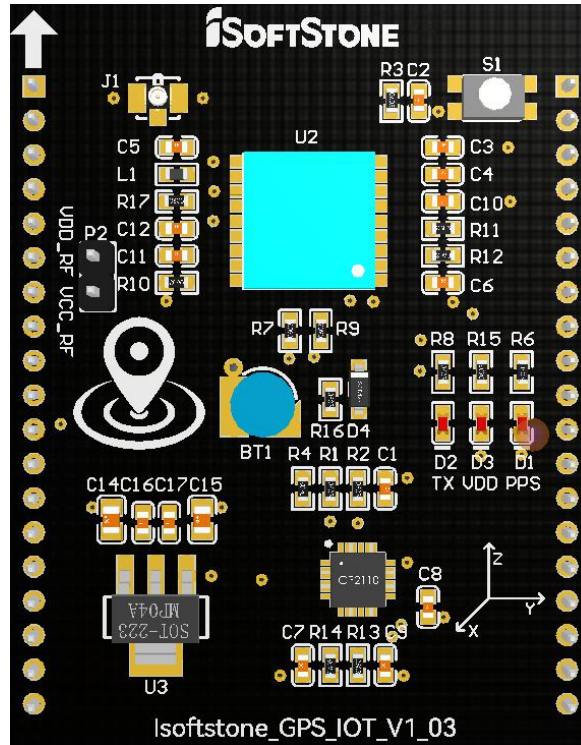 iSOFTSTONE
J1
R3 C2
S1
U2
C5
L1
R17
C12
C11
R10
C3
C4
C10
R11
R12
C6
VDD_RF
P2
VCC_RF
R7
R9
R8 R15 R6
BT1
R16 D4
D2 D3 D1
TX VDD PPS
R4 R1 R2 C1
C14 C16 C17 C15
CP2110
C8
Z
Y
X
SOT-223
MP04A
U3
C7 R14 R13 C9
Isoftstone_GPS_IOT_V1_03